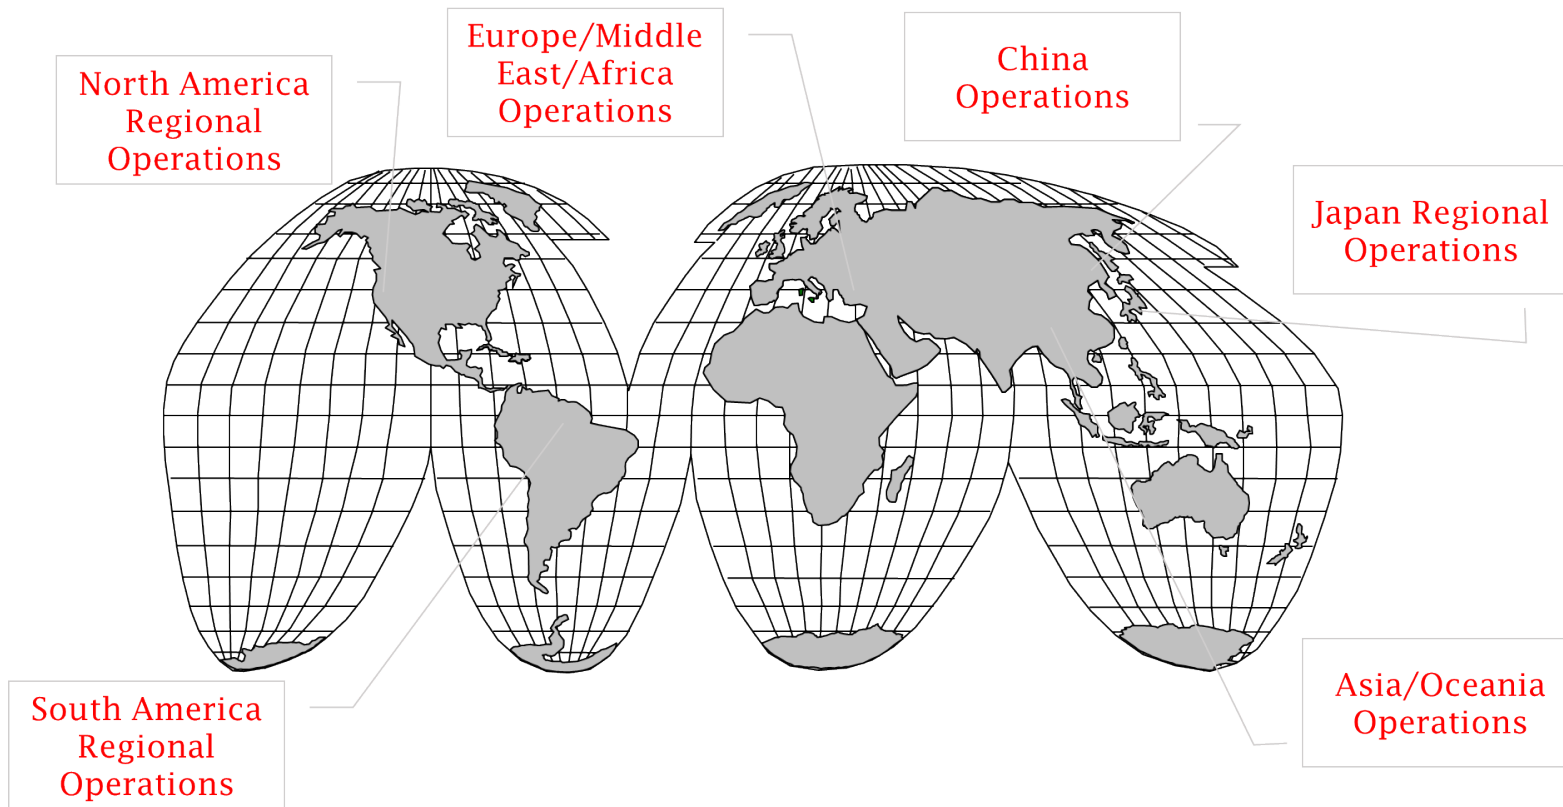 North America
Regional
Operations
Europe/Middle
East/Africa
Operations
China
Operations
Japan Regional
Operations
South America
Regional
Operations
Asia/Oceania
Operations